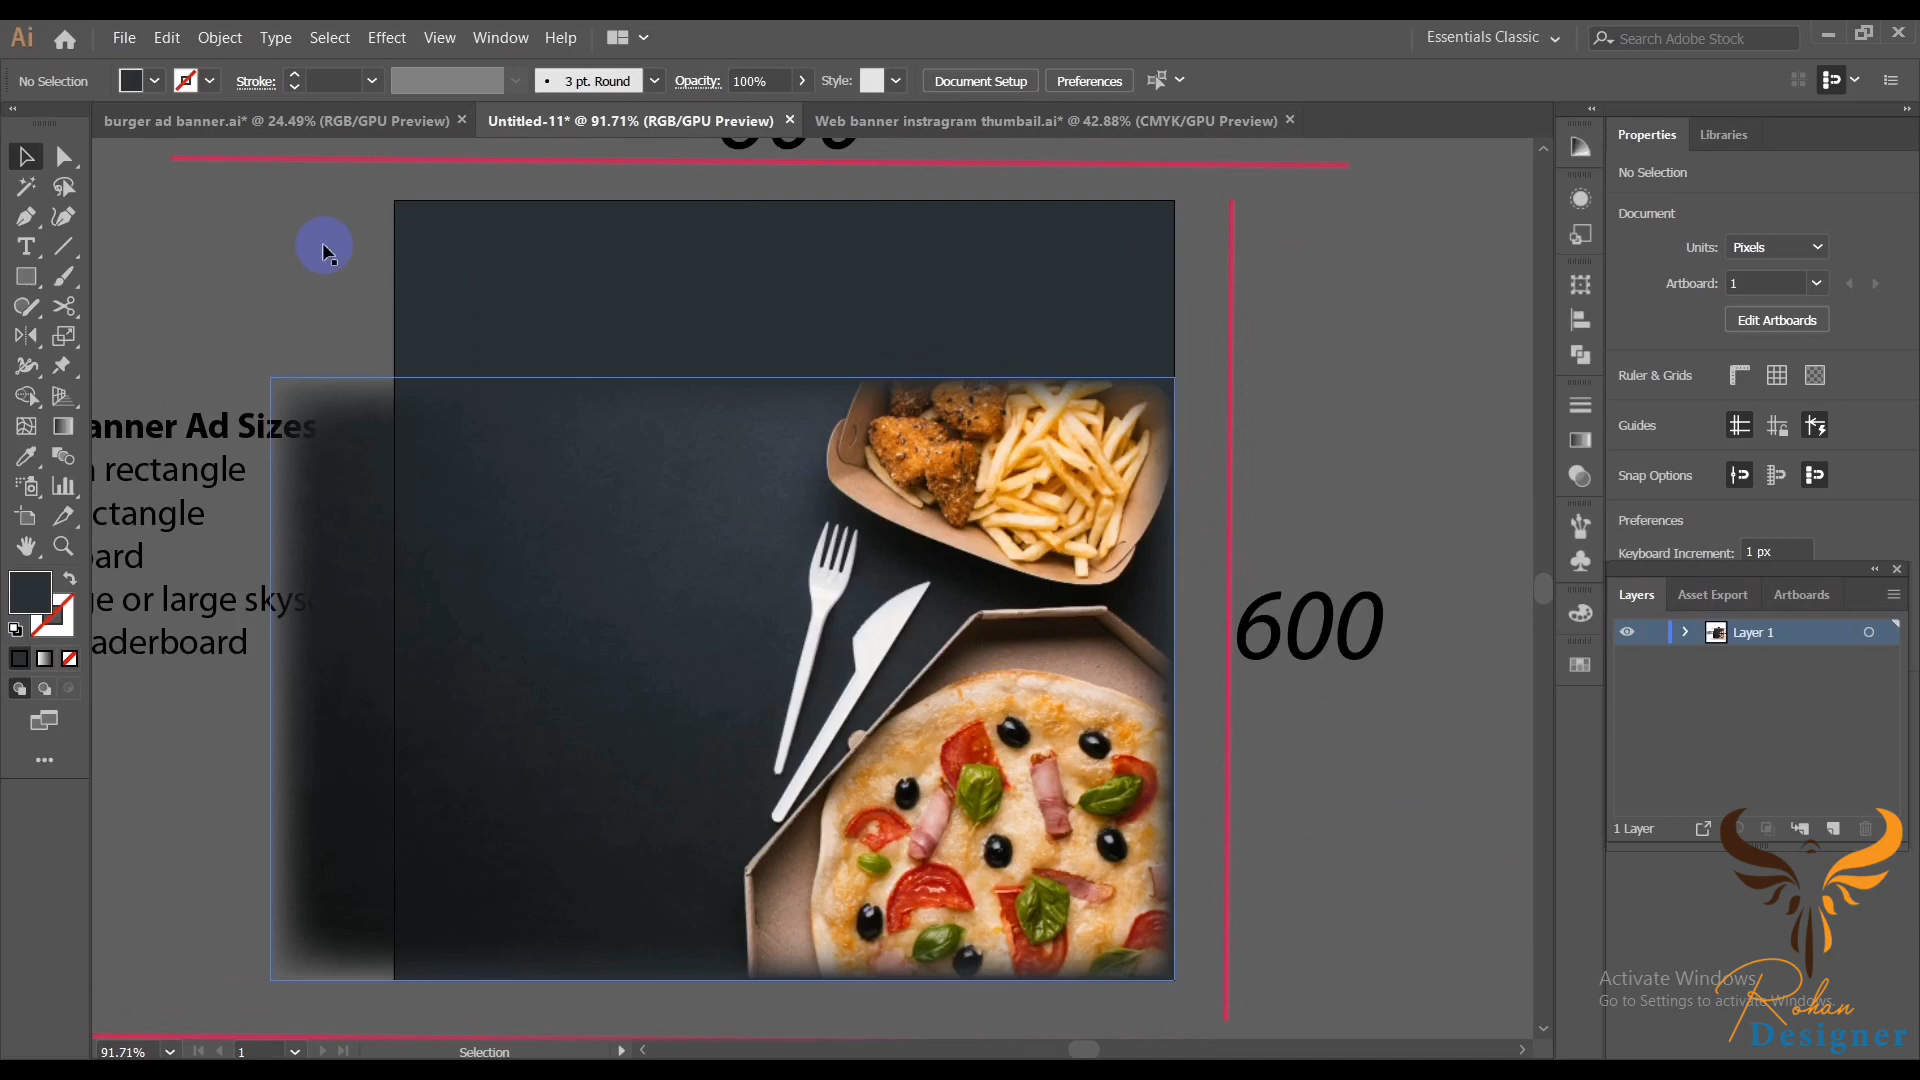 Ai File Edit Object Type Select Effect View Window Help Essentials Classic Search Adobe Stock
No Selection Stroke: 3 pt. Round Opacity: 100% Style: Document Setup Preferences
burger ad banner.ai* @ 24.49% (RGB/GPU Preview) Untitled-11* @ 91.71% (RGB/GPU Preview) Web banner instragram thumbail.ai* @ 42.88% (CMYK/GPU Preview)
Properties Libraries
No Selection
Document
Units: Pixels
Artboard: 1
Edit Artboards
Ruler & Grids
Guides
Snap Options
Preferences
Keyboard Increment: 1 px
Layers Asset Export Artboards
Layer 1
1 Layer
anner Ad Sizes
rectangle
ctangle
ard
ge or large skys
aderboard
600
Activate Windows
Go to Settings to activate Windows.
Rohan
Designer
91.71% 1 Selection